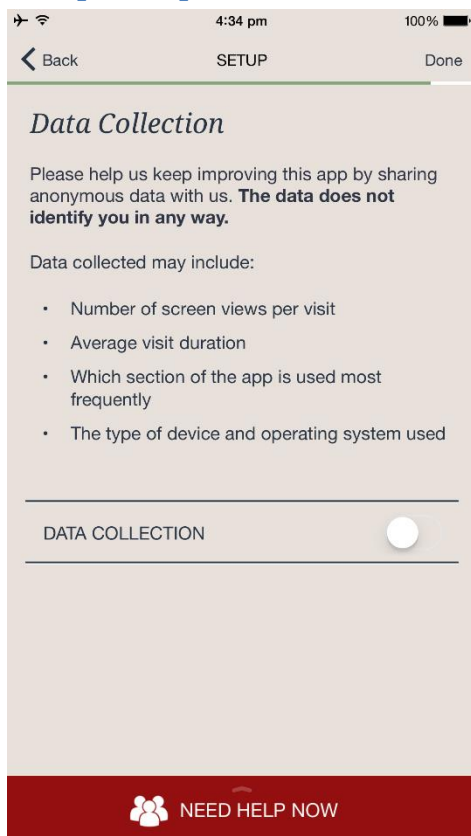 4:34 pm
100%
Back
SETUP
Done
Data Collection
Please help us keep improving this app by sharing
anonymous data with us. The data does not
identify you in any way.
Data collected may include:
• Number of screen views per visit
• Average visit duration
• Which section of the app is used most
frequently
• The type of device and operating system used
DATA COLLECTION
NEED HELP NOW